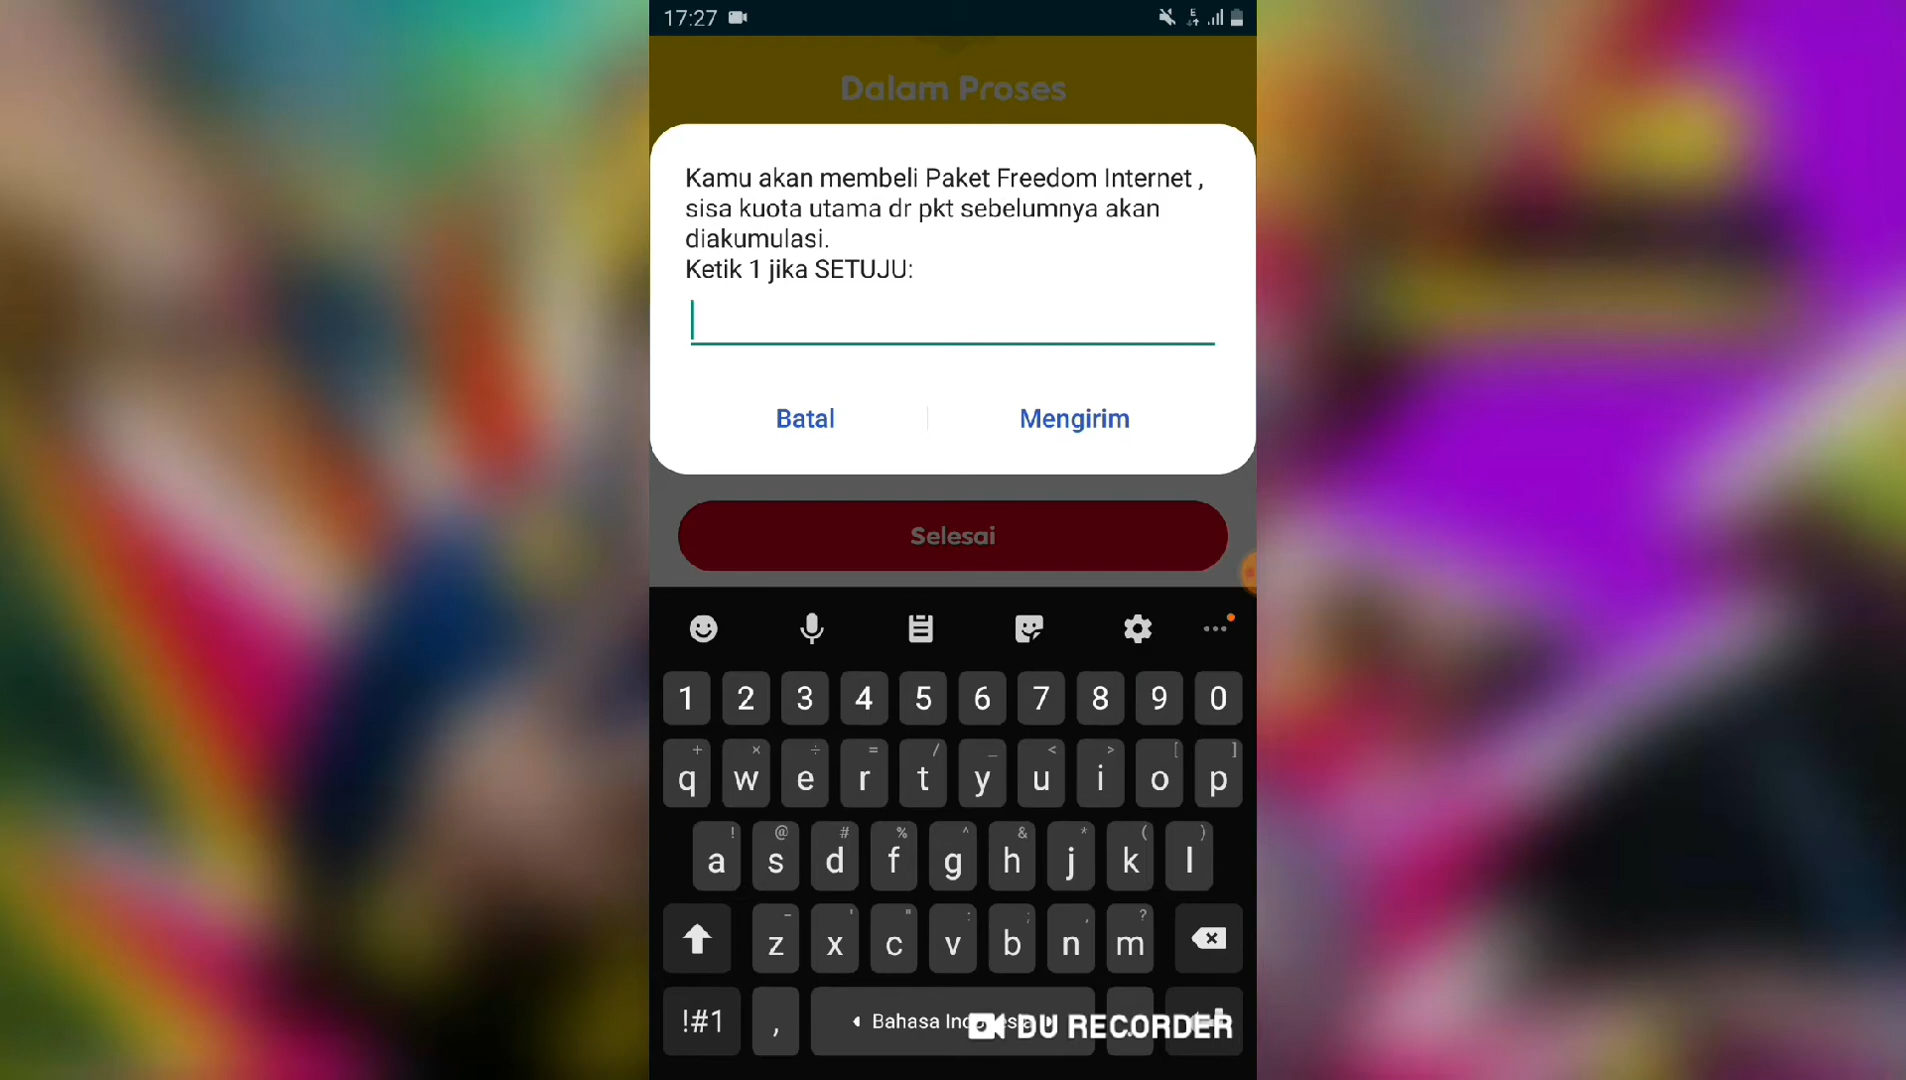 17:27
Dalam Proses
Kamu akan membeli Paket Freedom Internet ,
sisa kuota utama dr pkt sebelumnya akan
diakumulasi.
Ketik 1 jika SETUJU:
Batal
Mengirim
Selesai
1 2 3 4 5 6 7 8 9 0
+ × ÷ = / _ < > [ ]
q w e r t y u i o p
! @ # % ^ & * ( )
a s d f g h j k l
- ' " : ; , ?
z x c v b n m
!#1 , Bahasa
DU RECORDER